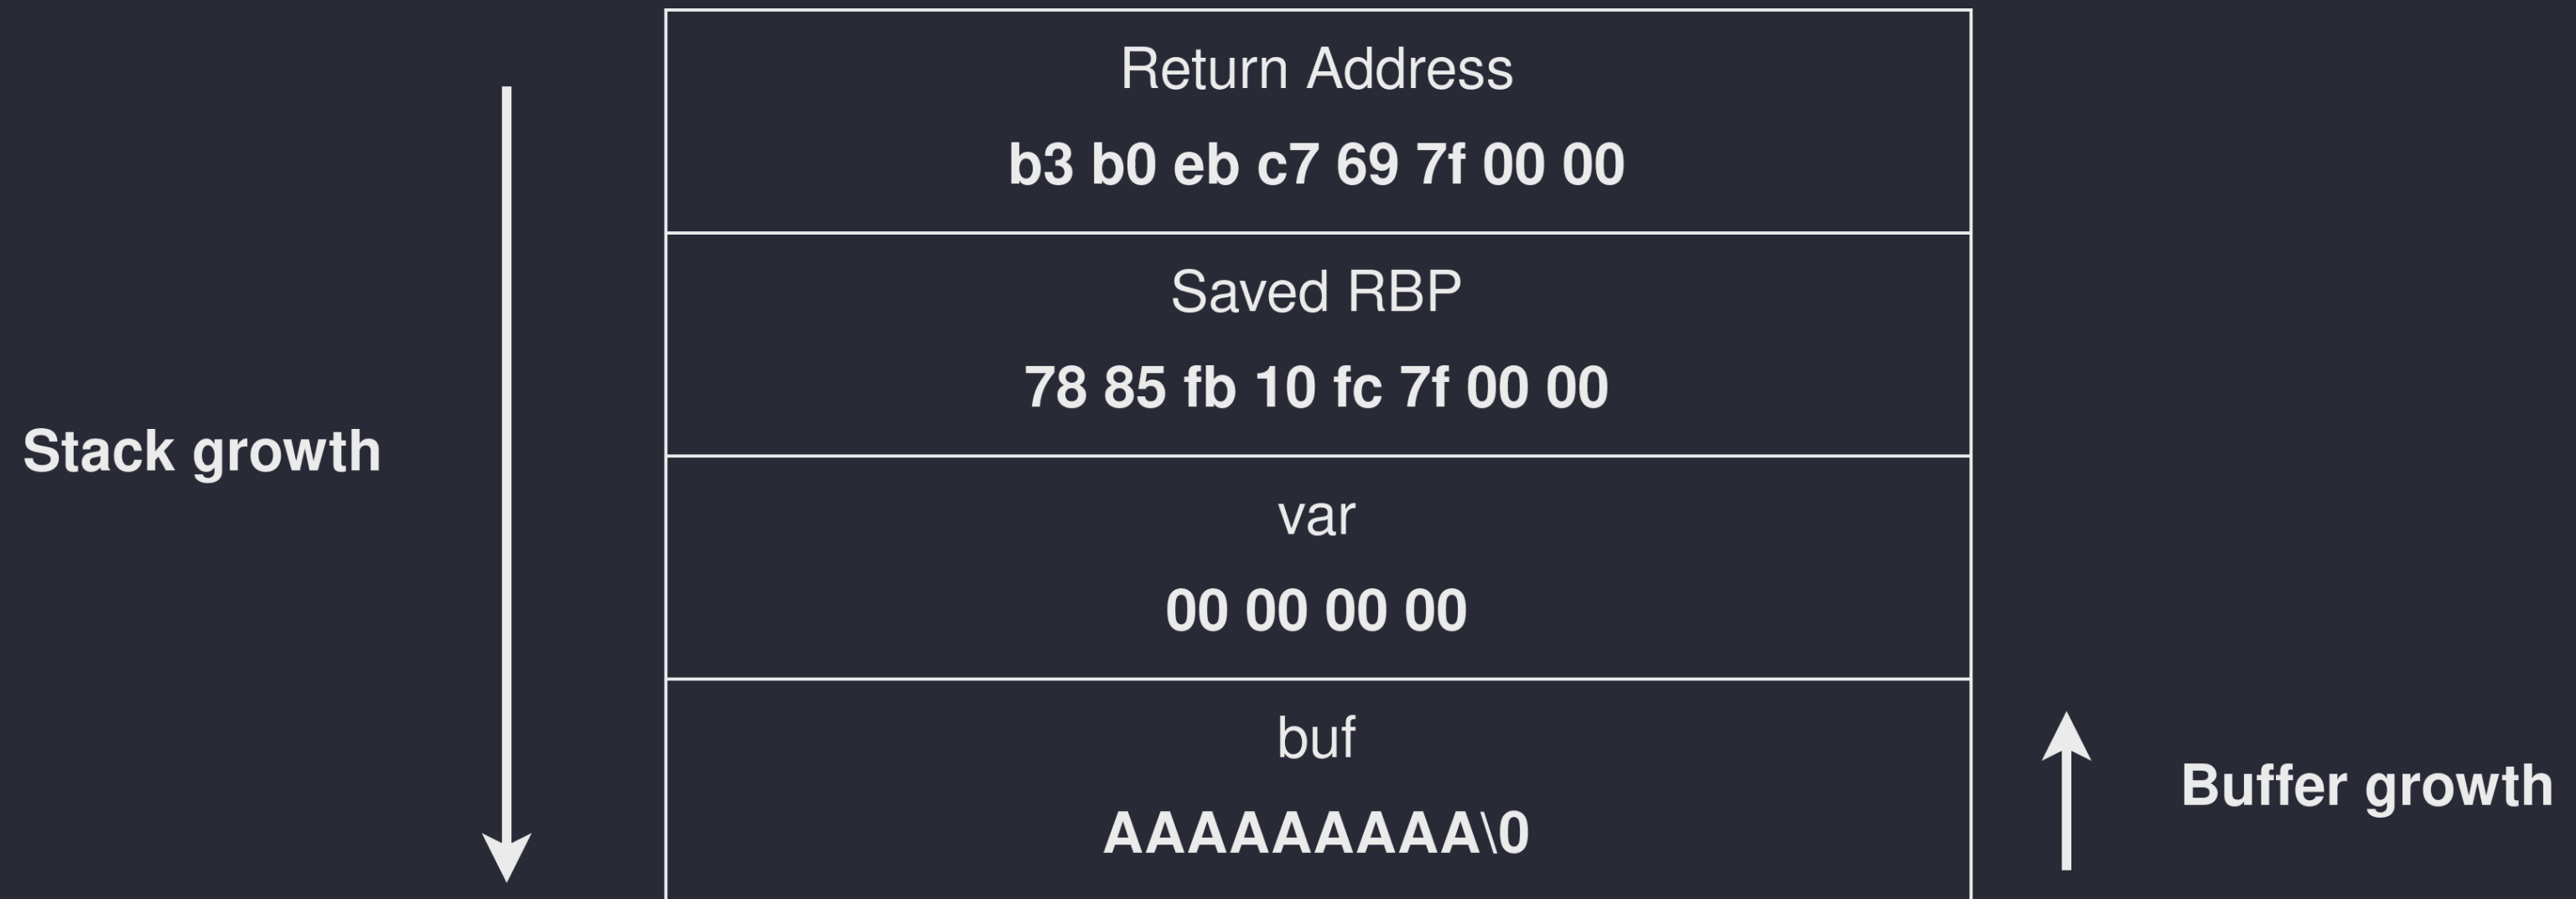 Return Address
b3 b0 eb c7 69 7f 00 00
Saved RBP
78 85 fb 10 fc 7f 00 00
Stack growth
var
00 00 00 00
buf
AAAAAAAAA\0
Buffer growth